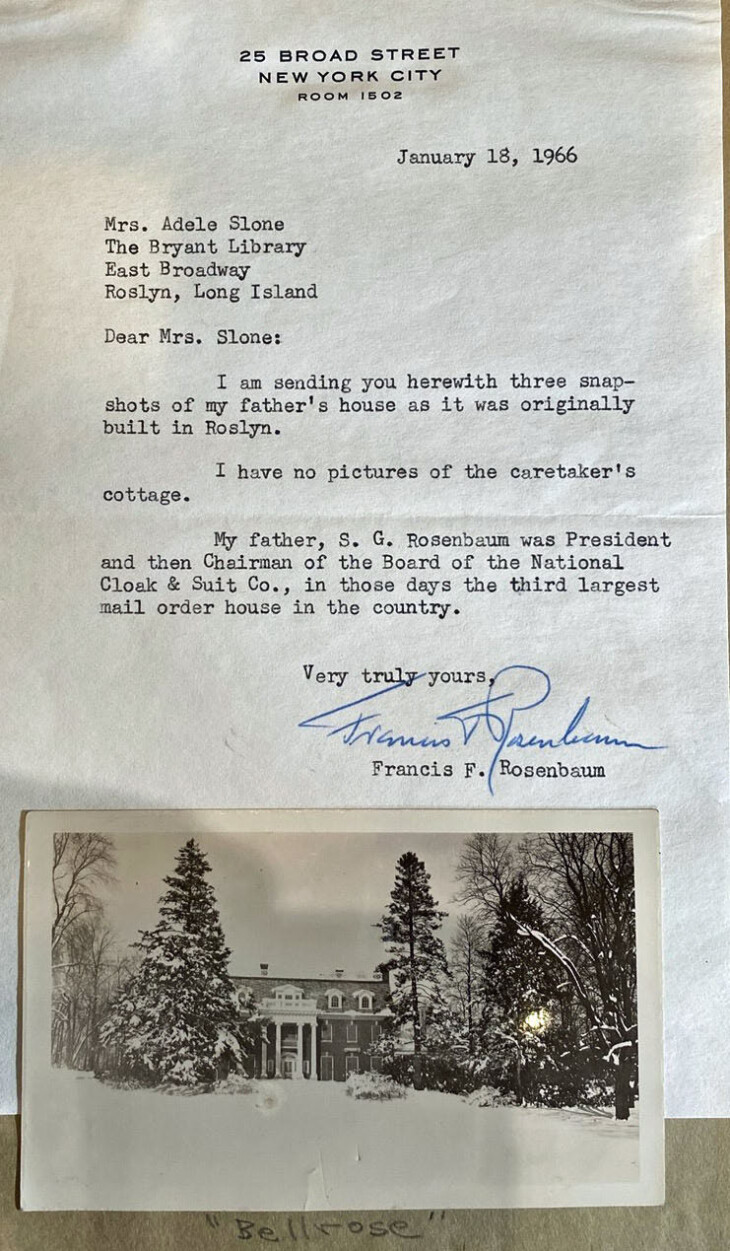 25 BROAD STREET
NEW YORK CITY
ROOM 1502
January 18, 1966
Mrs. Adele Slone
The Bryant Library
East Broadway
Roslyn, Long Island
Dear Mrs. Slone:
I am sending you herewith three snap-
shots of my father's house as it was originally
built in Roslyn.
I have no pictures of the caretaker's
cottage.
My father, S. G. Rosenbaum was President
and then Chairman of the Board of the National
Cloak & Suit Co., in those days the third largest
mail order house in the country.
Very truly yours,
Francis F Rosenbaum
Francis F. Rosenbaum
"Bellrose"